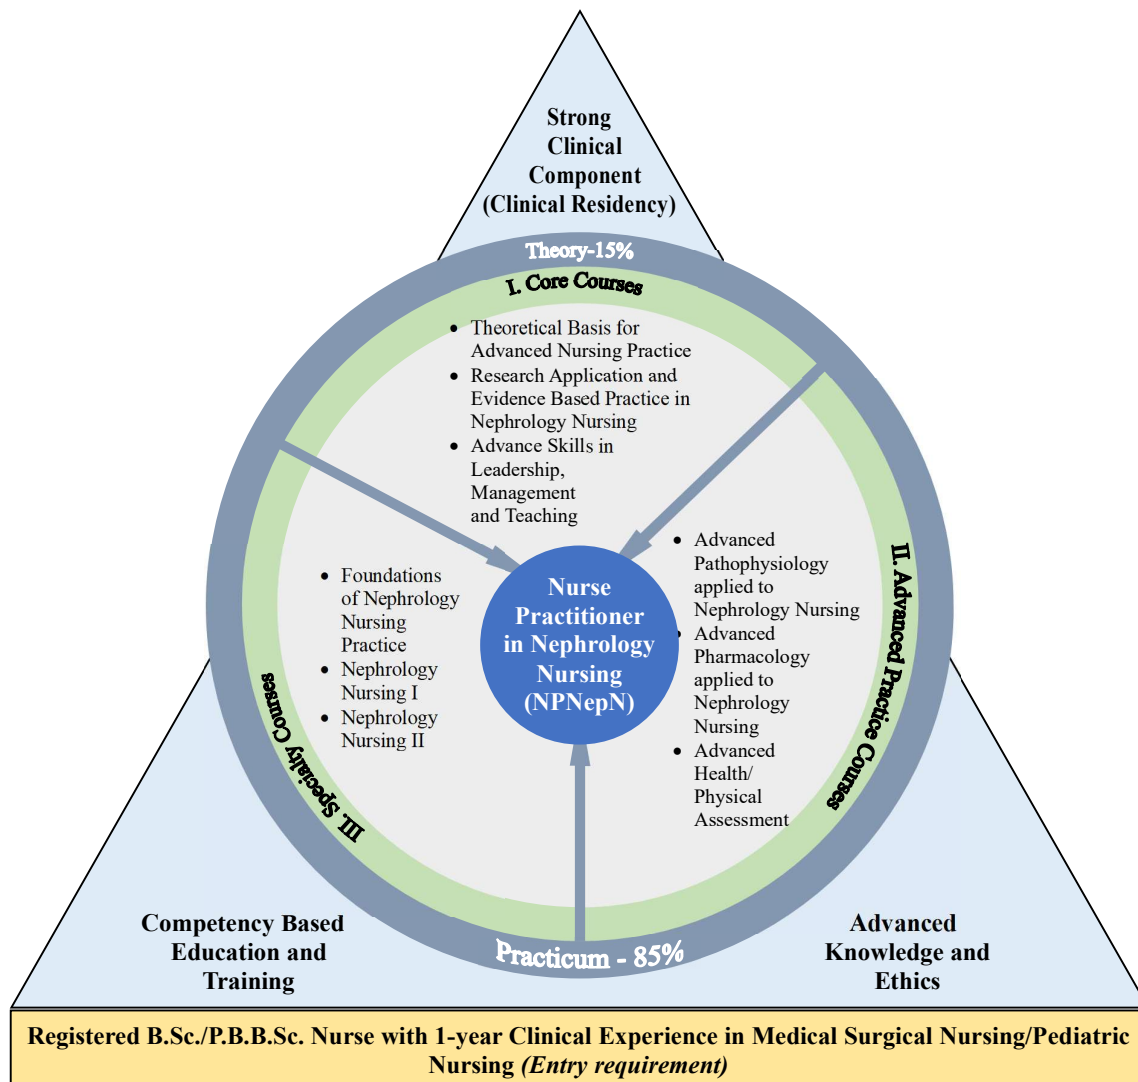 Strong
Clinical
Component
(Clinical Residency)
Theory-15%
I. Core Courses
• Theoretical Basis for
Advanced Nursing Practice
• Research Application and
Evidence Based Practice in
Nephrology Nursing
• Advance Skills in
Leadership,
Management
and Teaching
II. Advanced Practice Courses
• Advanced
Pathophysiology
applied to
Nephrology Nursing
• Advanced
Pharmacology
applied to
Nephrology
Nursing
• Advanced
Health/
Physical
Assessment
III. Specialty Courses
• Foundations
of Nephrology
Nursing
Practice
• Nephrology
Nursing I
• Nephrology
Nursing II
Nurse
Practitioner
in Nephrology
Nursing
(NPNepN)
Practicum - 85%
Competency Based
Education and
Training
Advanced
Knowledge and
Ethics
Registered B.Sc./P.B.B.Sc. Nurse with 1-year Clinical Experience in Medical Surgical Nursing/Pediatric
Nursing (Entry requirement)